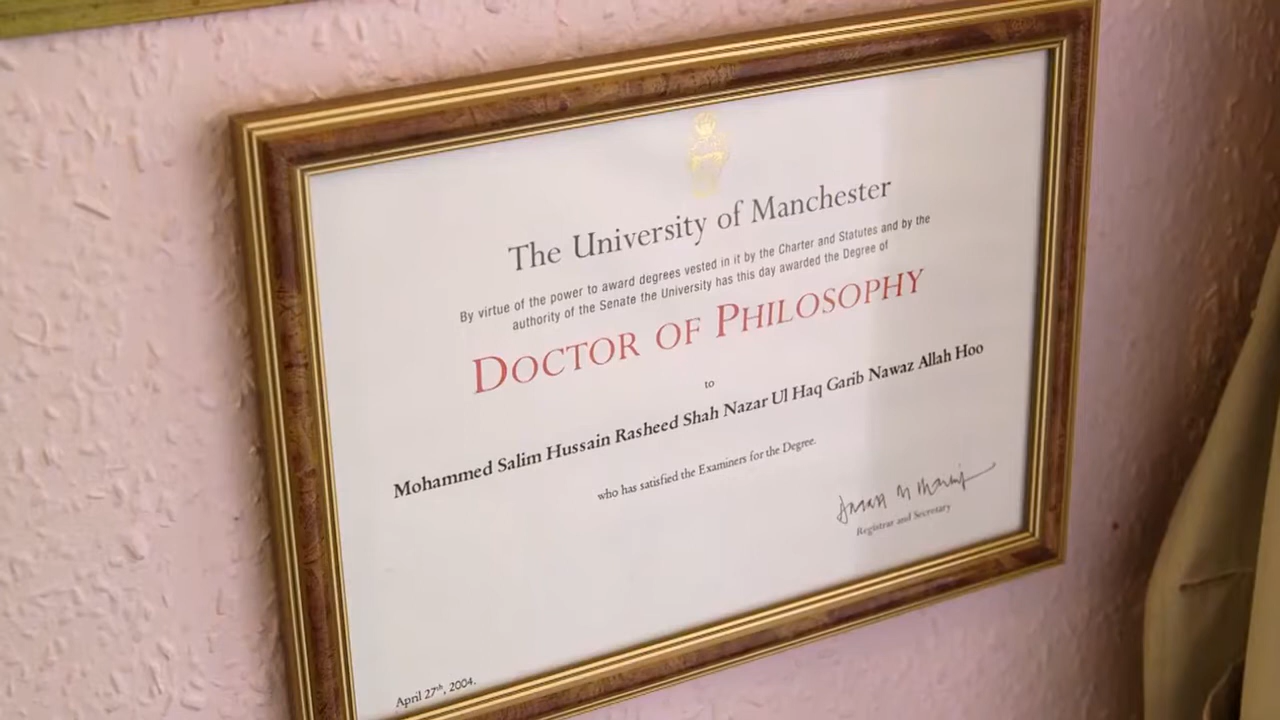 The University of Manchester
By virtue of the power to award degrees vested in it by the Charter and Statutes and by the
authority of the Senate the University has this day awarded the Degree of
DOCTOR OF PHILOSOPHY
to
Mohammed Salim Hussain Rasheed Shah Nazar Ul Haq Garib Nawaz Allah Hoo
who has satisfied the Examiners for the Degree.
Registrar and Secretary
April 27th, 2004.